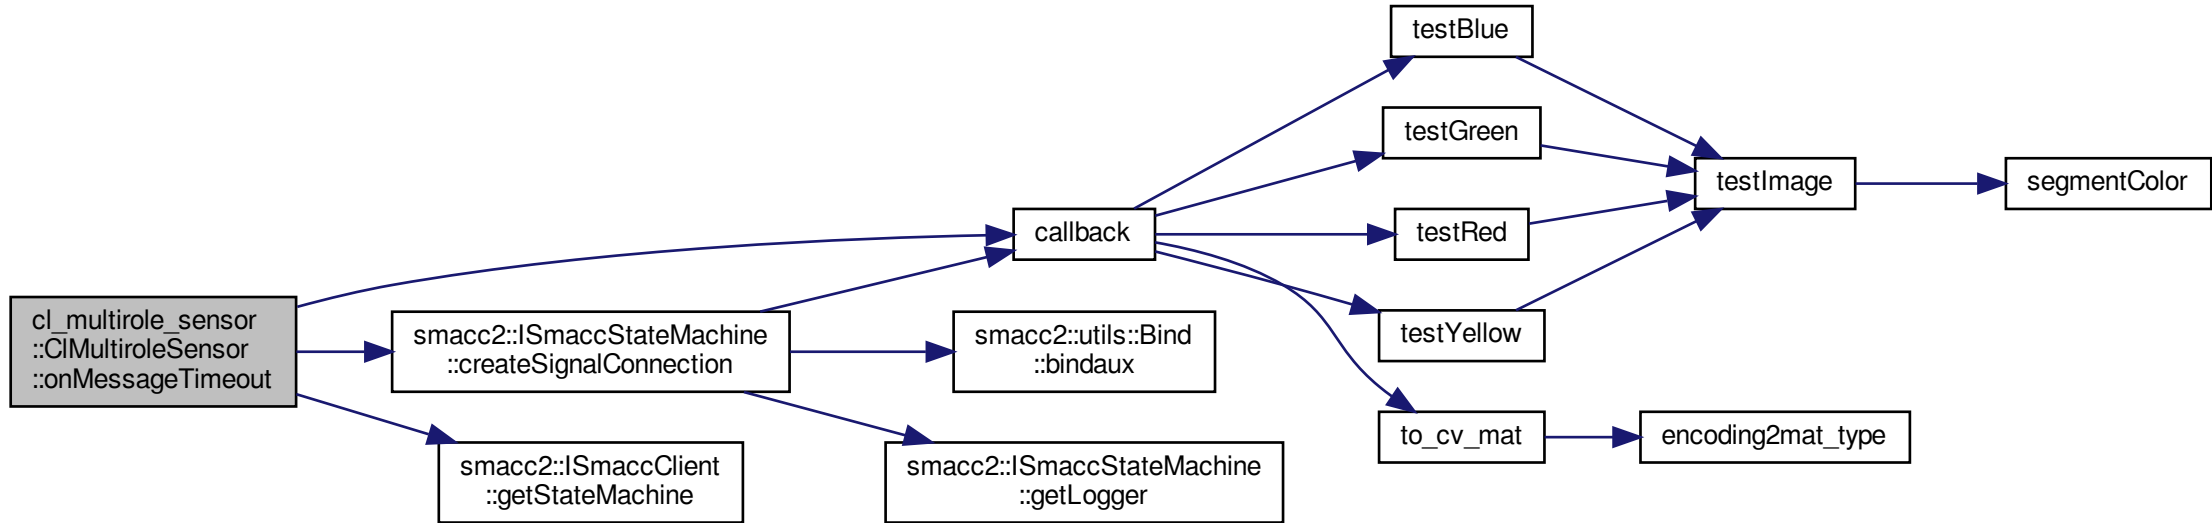 cl_multirole_sensor
::ClMultiroleSensor
::onMessageTimeout
smacc2::ISmaccStateMachine
::createSignalConnection
smacc2::ISmaccClient
::getStateMachine
callback
smacc2::utils::Bind
::bindaux
smacc2::ISmaccStateMachine
::getLogger
testBlue
testGreen
testRed
testYellow
to_cv_mat
testImage
encoding2mat_type
segmentColor